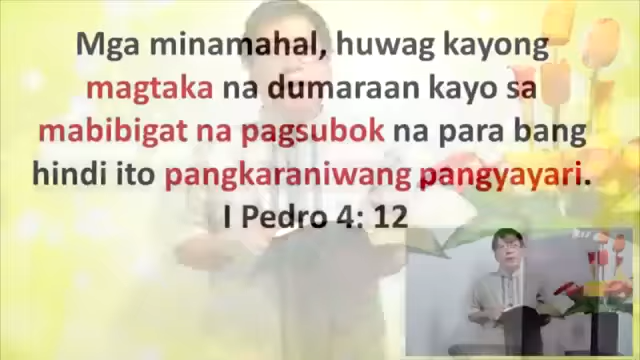 Mga minamahal, huwag kayong
magtaka na dumaraan kayo sa
mabibigat na pagsubok na para bang
hindi ito pangkaraniwang pangyayari.
I Pedro 4: 12